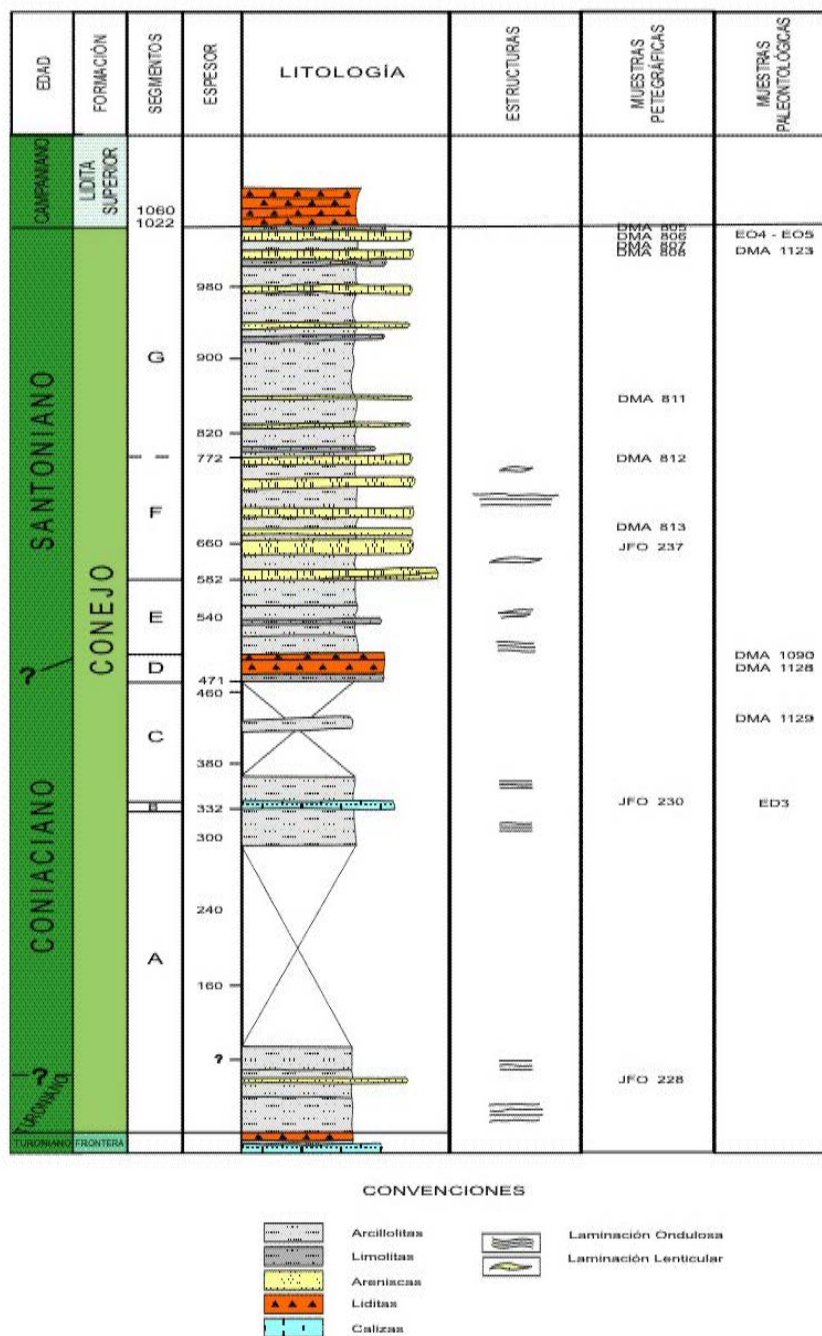 EDAD
FORMACIÓN
SEGMENTOS
ESPESOR
LITOLOGÍA
ESTRUCTURAS
MUESTRAS
PETEGRÁFICAS
MUESTRAS
PALEONTOLÓGICAS
CAMPANIANO
LIDITA
SUPERIOR
1060
1022
DMA 805
DMA 806
EO4 - EO5
DMA 807
DMA 808
DMA 1123
980
SANTONIANO
G
900
DMA 811
820
772
DMA 812
F
DMA 813
660
JFO 237
CONEJO
582
E
540
DMA 1090
?
D
DMA 1128
471
460
C
DMA 1129
380
B
332
JFO 230
ED3
300
CONIACIANO
240
A
160
?
?
JFO 228
TURONIANO
TURONIANO
FRONTERA
CONVENCIONES
Arcillolitas
Laminación Ondulosa
Limolitas
Laminación Lenticular
Areniscas
Liditas
Calizas